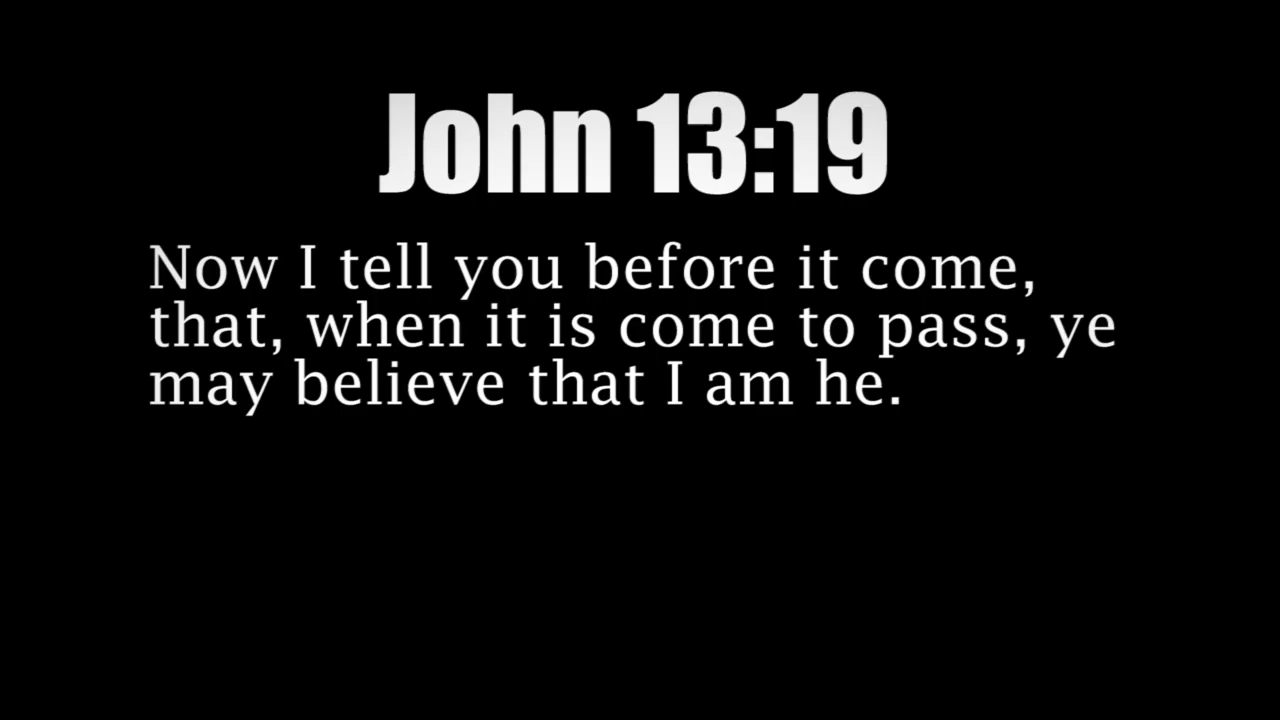 John 13:19
Now I tell you before it come,
that, when it is come to pass, ye
may believe that I am he.